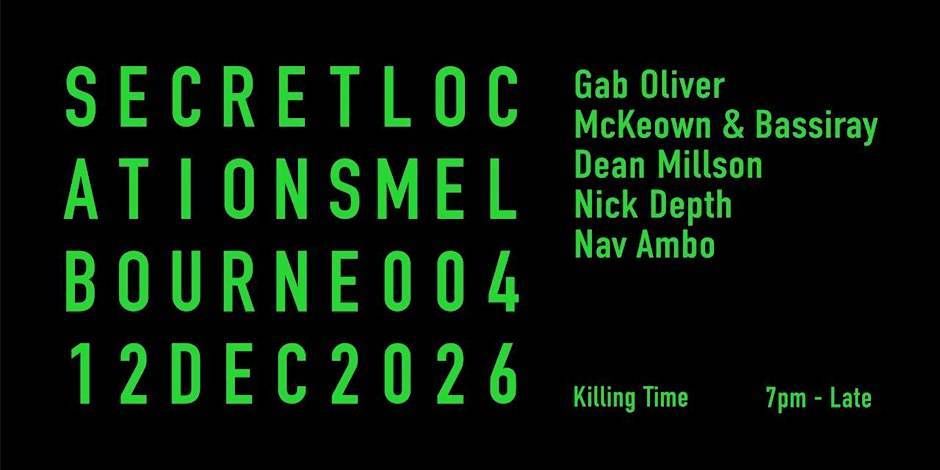 SECRETLOC
ATIONSMEL
BOURNE004
12DEC2026
Gab Oliver
McKeown & Bassiray
Dean Millson
Nick Depth
Nav Ambo
Killing Time
7pm - Late